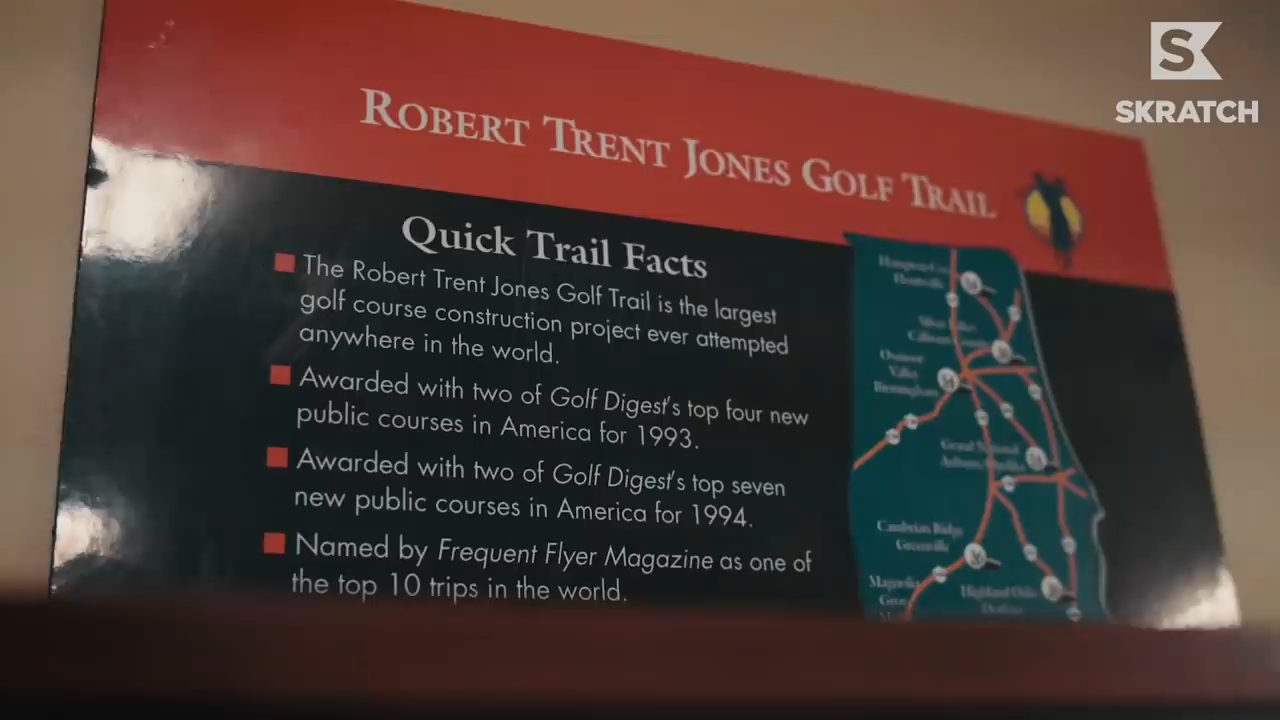 SKRATCH
ROBERT TRENT JONES GOLF TRAIL
Quick Trail Facts
The Robert Trent Jones Golf Trail is the largest
golf course construction project ever attempted
anywhere in the world.
Awarded with two of Golf Digest's top four new
public courses in America for 1993.
Awarded with two of Golf Digest's top seven
new public courses in America for 1994.
Named by Frequent Flyer Magazine as one of
the top 10 trips in the world.
Valley
Birmingham
Grand National
Cambrian Ridge
Greenville
Highland Oaks
Dothan